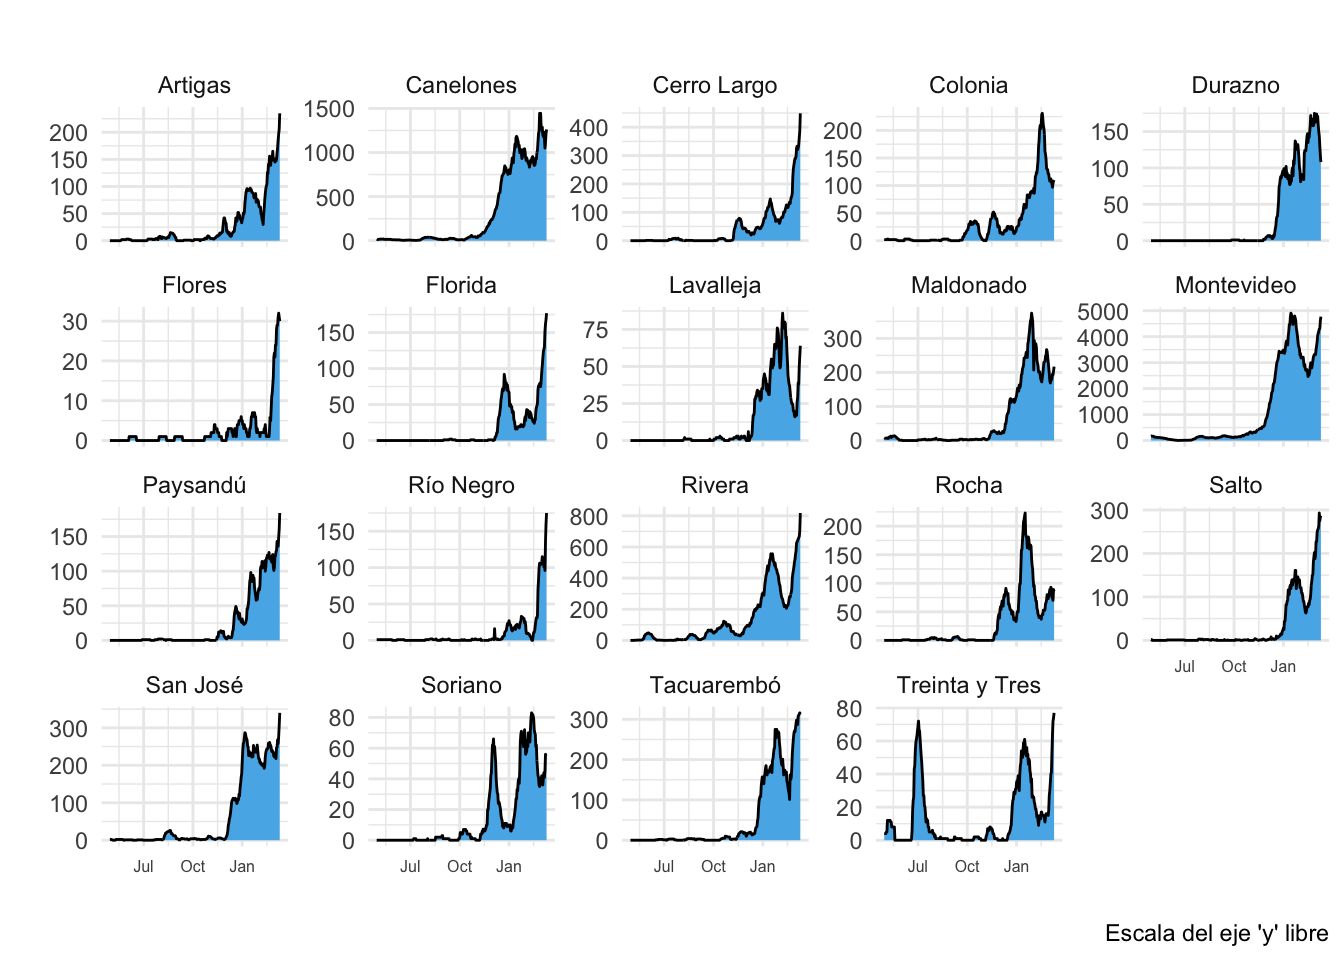 Artigas Canelones Cerro Largo Colonia Durazno
200 150 100 50 0
1500 1000 500 0
400 300 200 100 0
200 150 100 50 0
150 100 50 0
Flores Florida Lavalleja Maldonado Montevideo
30 20 10 0
150 100 50 0
75 50 25 0
300 200 100 0
5000 4000 3000 2000 1000 0
Paysandú Río Negro Rivera Rocha Salto
150 100 50 0
150 100 50 0
800 600 400 200 0
200 150 100 50 0
300 200 100 0
Jul Oct Jan
San José Soriano Tacuarembó Treinta y Tres
300 200 100 0
80 60 40 20 0
300 200 100 0
80 60 40 20 0
Jul Oct Jan Jul Oct Jan Jul Oct Jan Jul Oct Jan
Escala del eje 'y' libre